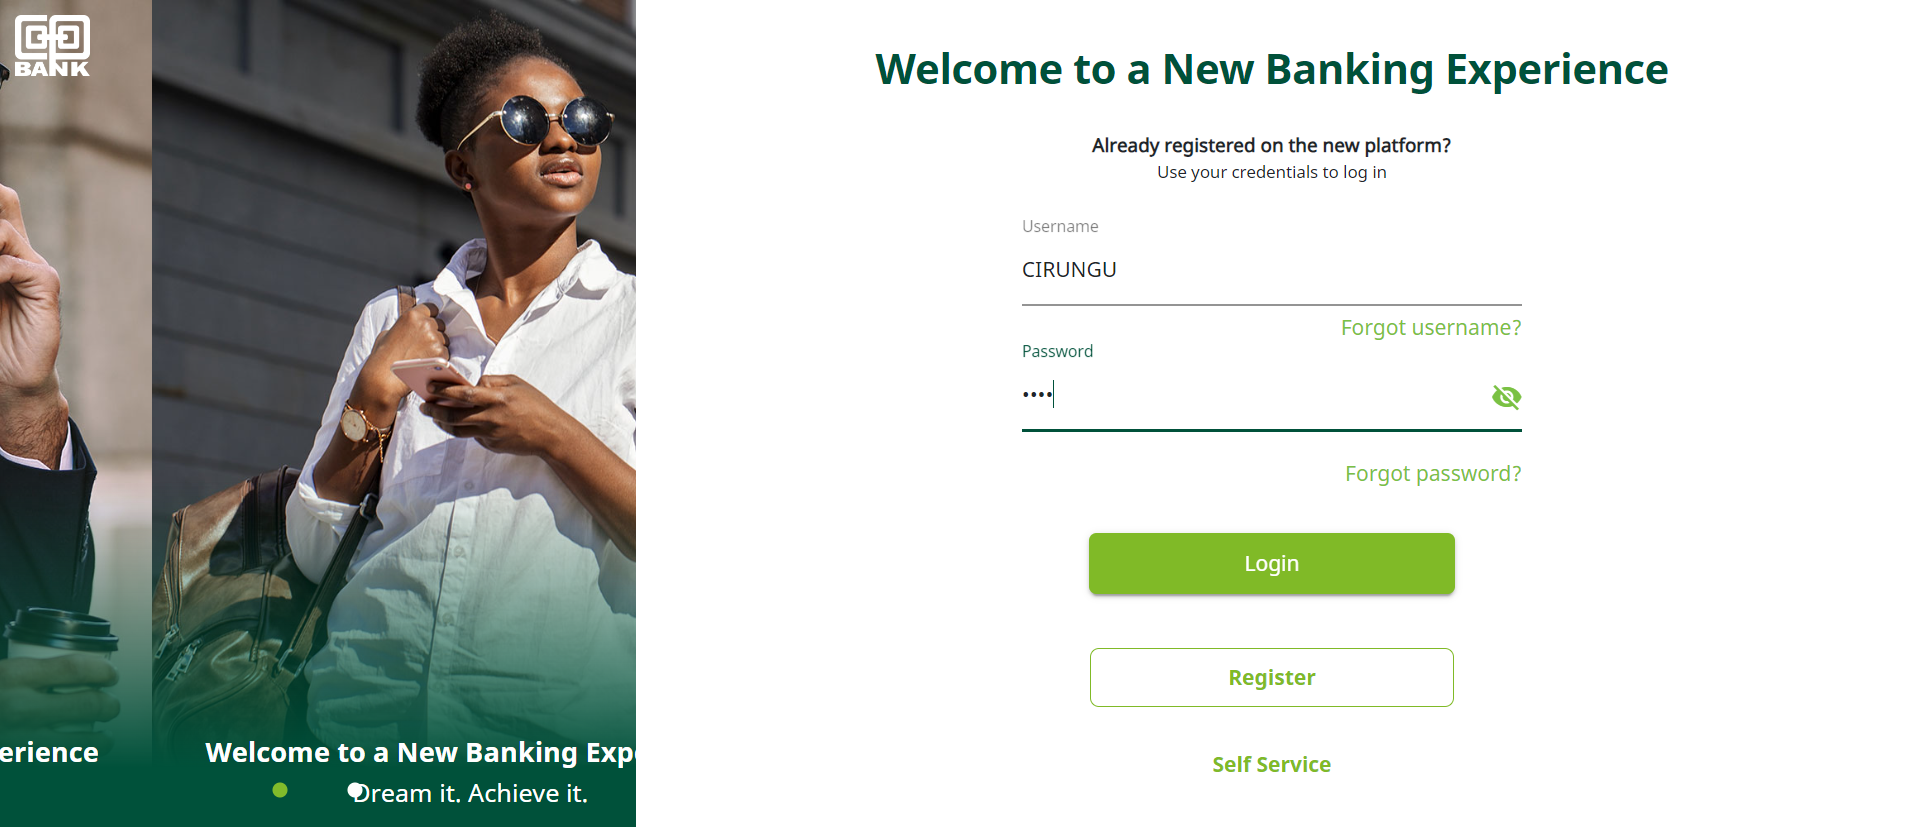 BANK
erience
Welcome to a New Banking Exp
Dream it. Achieve it.
Welcome to a New Banking Experience
Already registered on the new platform?
Use your credentials to log in
Username
CIRUNGU
Forgot username?
Password
••••
Forgot password?
Login
Register
Self Service